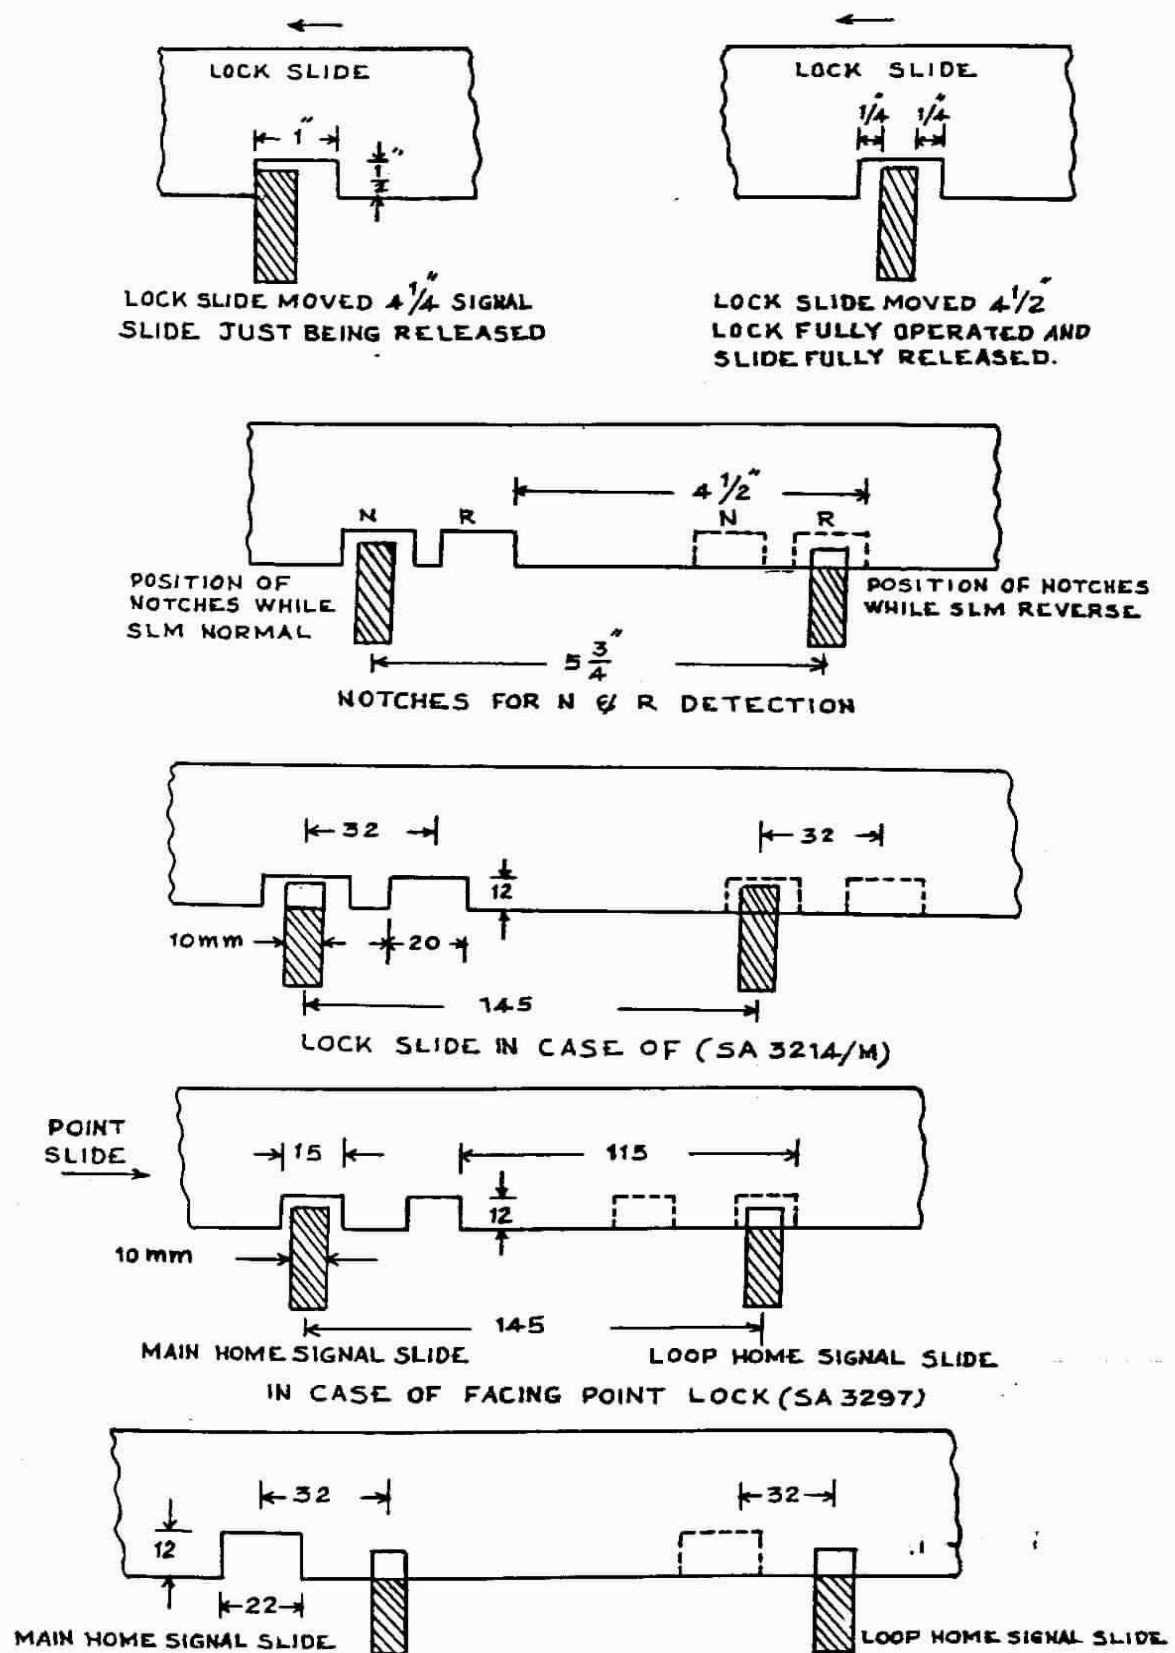 LOCK SLIDE
1"
1/2"
LOCK SLIDE MOVED 4 1/4" SIGNAL
SLIDE JUST BEING RELEASED
LOCK SLIDE
1/4" 1/4"
LOCK SLIDE MOVED 4 1/2"
LOCK FULLY OPERATED AND
SLIDE FULLY RELEASED.
4 1/2"
N R N R
POSITION OF
NOTCHES WHILE
SLM NORMAL
POSITION OF NOTCHES
WHILE SLM REVERSE
5 3/4"
NOTCHES FOR N & R DETECTION
32 32
12
10mm 20
145
LOCK SLIDE IN CASE OF (SA 3214/M)
POINT
SLIDE
15 115
12
10mm
145
MAIN HOME SIGNAL SLIDE LOOP HOME SIGNAL SLIDE
IN CASE OF FACING POINT LOCK (SA 3297)
32 32
12
22
MAIN HOME SIGNAL SLIDE LOOP HOME SIGNAL SLIDE